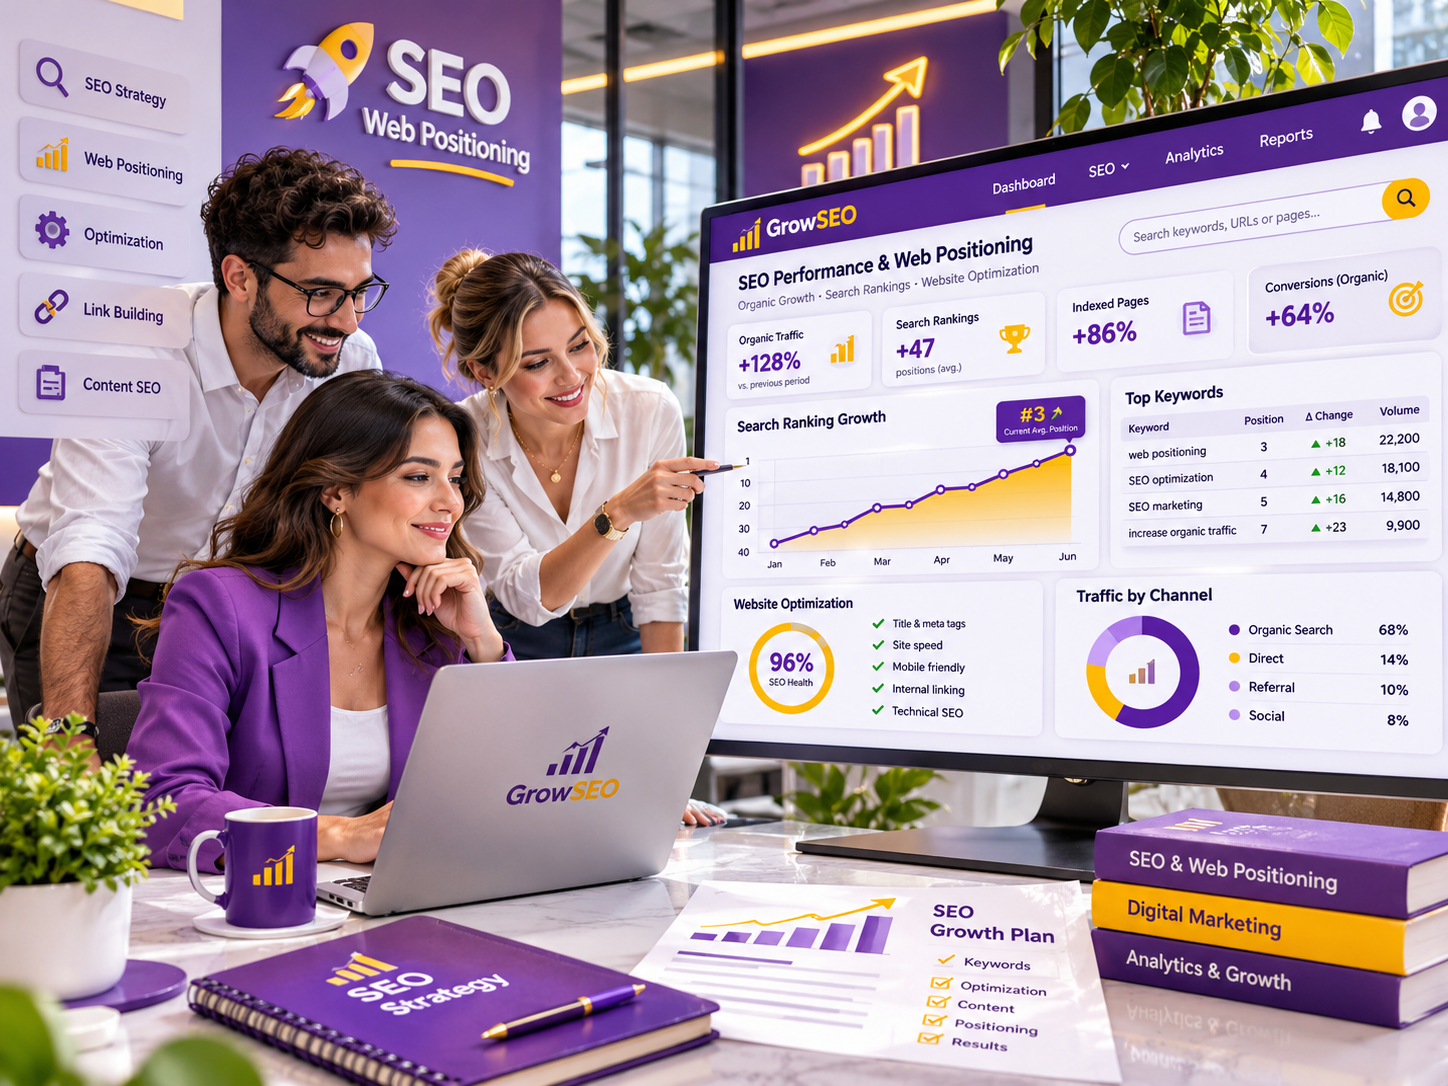 SEO Strategy
Web Positioning
Optimization
Link Building
Content SEO
SEO
Web Positioning
GrowSEO
Dashboard
SEO
Analytics
Reports
Search keywords, URLs or pages...
SEO Performance & Web Positioning
Organic Growth · Search Rankings · Website Optimization
Organic Traffic
+128%
vs. previous period
Search Rankings
+47
positions (avg.)
Indexed Pages
+86%
Conversions (Organic)
+64%
Search Ranking Growth
#3
Current Avg. Position
1
10
20
30
40
Jan Feb Mar Apr May Jun
Top Keywords
Keyword Position Δ Change Volume
web positioning 3 ▲ +18 22,200
SEO optimization 4 ▲ +12 18,100
SEO marketing 5 ▲ +16 14,800
increase organic traffic 7 ▲ +23 9,900
Website Optimization
96%
SEO Health
Title & meta tags
Site speed
Mobile friendly
Internal linking
Technical SEO
Traffic by Channel
Organic Search 68%
Direct 14%
Referral 10%
Social 8%
GrowSEO
SEO
Strategy
SEO
Growth Plan
Keywords
Optimization
Content
Positioning
Results
SEO & Web Positioning
Digital Marketing
Analytics & Growth